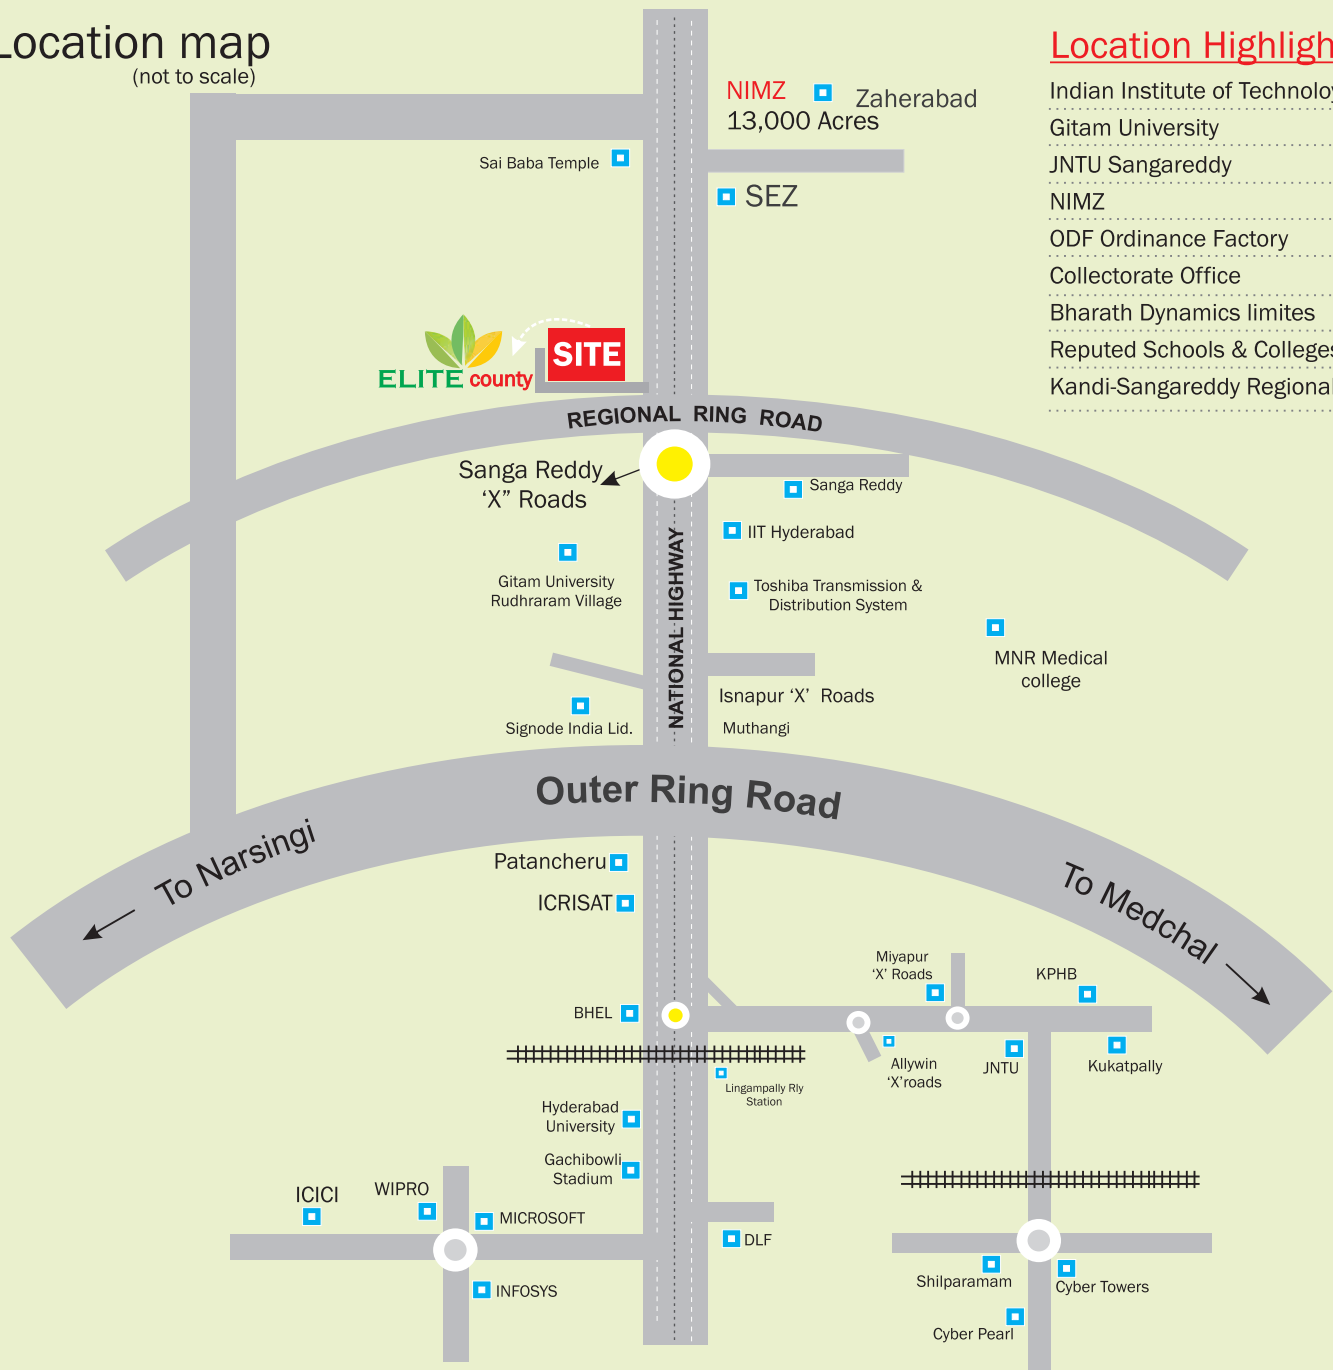 Location map
(not to scale)
Location Highligh
Indian Institute of Technoloy
Gitam University
JNTU Sangareddy
NIMZ
ODF Ordinance Factory
Collectorate Office
Bharath Dynamics limites
Reputed Schools & Colleges
Kandi-Sangareddy Regional
NIMZ
13,000 Acres
Zaherabad
Sai Baba Temple
SEZ
SITE
ELITE county
REGIONAL RING ROAD
Sanga Reddy
‘X” Roads
Sanga Reddy
IIT Hyderabad
Gitam University
Rudhraram Village
Toshiba Transmission &
Distribution System
NATIONAL HIGHWAY
MNR Medical
college
Isnapur ‘X’ Roads
Signode India Lid.
Muthangi
Outer Ring Road
To Narsingi
To Medchal
Patancheru
ICRISAT
Miyapur
‘X’ Roads
KPHB
BHEL
Allywin
‘X’roads
JNTU
Kukatpally
Lingampally Rly
Station
Hyderabad
University
Gachibowli
Stadium
ICICI
WIPRO
MICROSOFT
INFOSYS
DLF
Shilparamam
Cyber Towers
Cyber Pearl